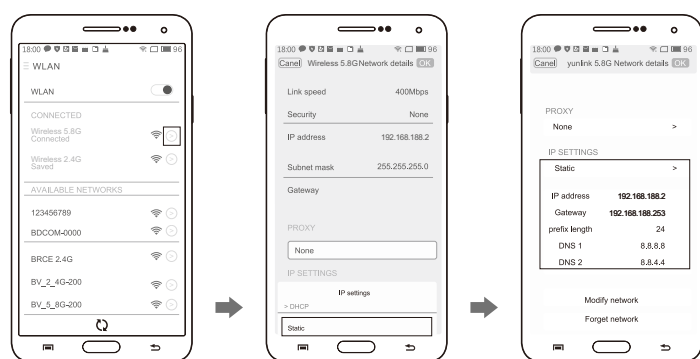 18:00 96
WLAN
WLAN
CONNECTED
Wireless 5.8G
Connected
Wireless 2.4G
Saved
AVAILABLE NETWORKS
123456789
BDCOM-0000
BRCE 2.4G
BV_2_4G-200
BV_5_8G-200
18:00 96
Canel Wireless 5.8GNetwork details OK
Link speed 400Mbps
Security None
IP address 192.168.188.2
Subnet mask 255.255.255.0
Gateway
PROXY
None
IP SETTINGS
IP settings
> DHCP
Static
18:00 96
Canel yunlink 5.8G Network details OK
PROXY
None >
IP SETTINGS
Static >
IP address 192.168.188.2
Gateway 192.168.188.253
prefix length 24
DNS 1 8.8.8.8
DNS 2 8.8.4.4
Modify network
Forget network